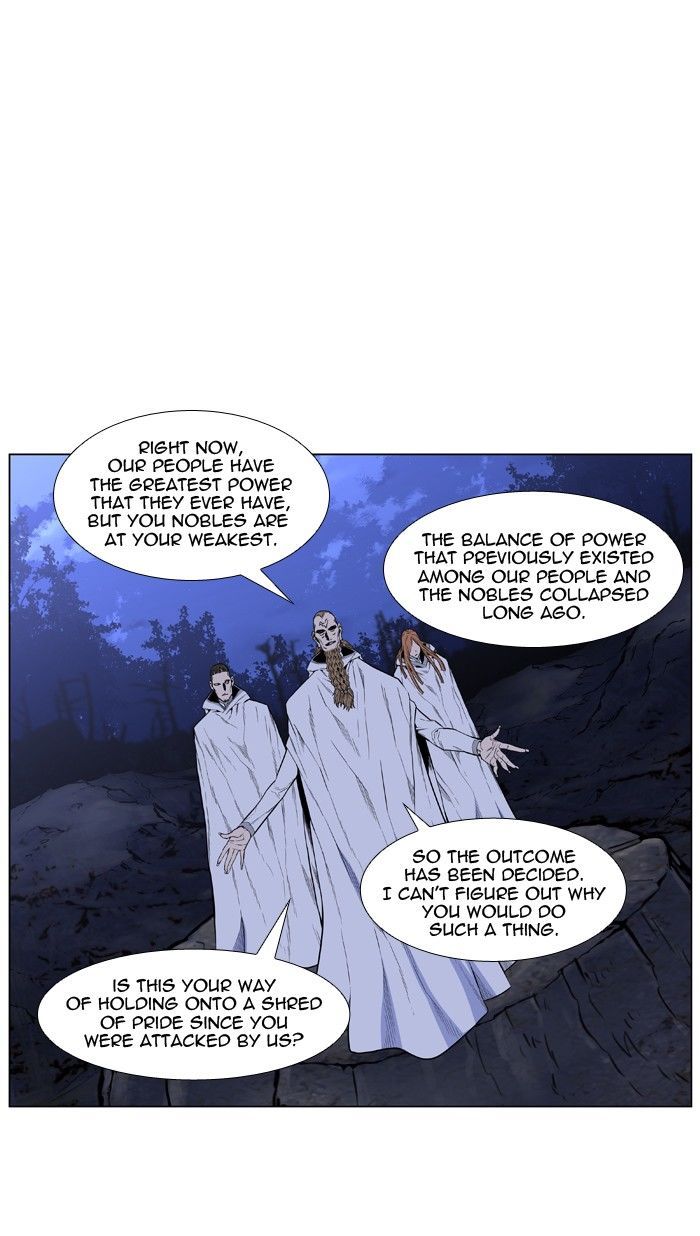 RIGHT NOW,
OUR PEOPLE HAVE
THE GREATEST POWER
THAT THEY EVER HAVE,
BUT YOU NOBLES ARE
AT YOUR WEAKEST.
THE BALANCE OF POWER
THAT PREVIOUSLY EXISTED
AMONG OUR PEOPLE AND
THE NOBLES COLLAPSED
LONG AGO.
SO THE OUTCOME
HAS BEEN DECIDED.
I CAN'T FIGURE OUT WHY
YOU WOULD DO
SUCH A THING.
IS THIS YOUR WAY
OF HOLDING ONTO A SHRED
OF PRIDE SINCE YOU
WERE ATTACKED BY US?